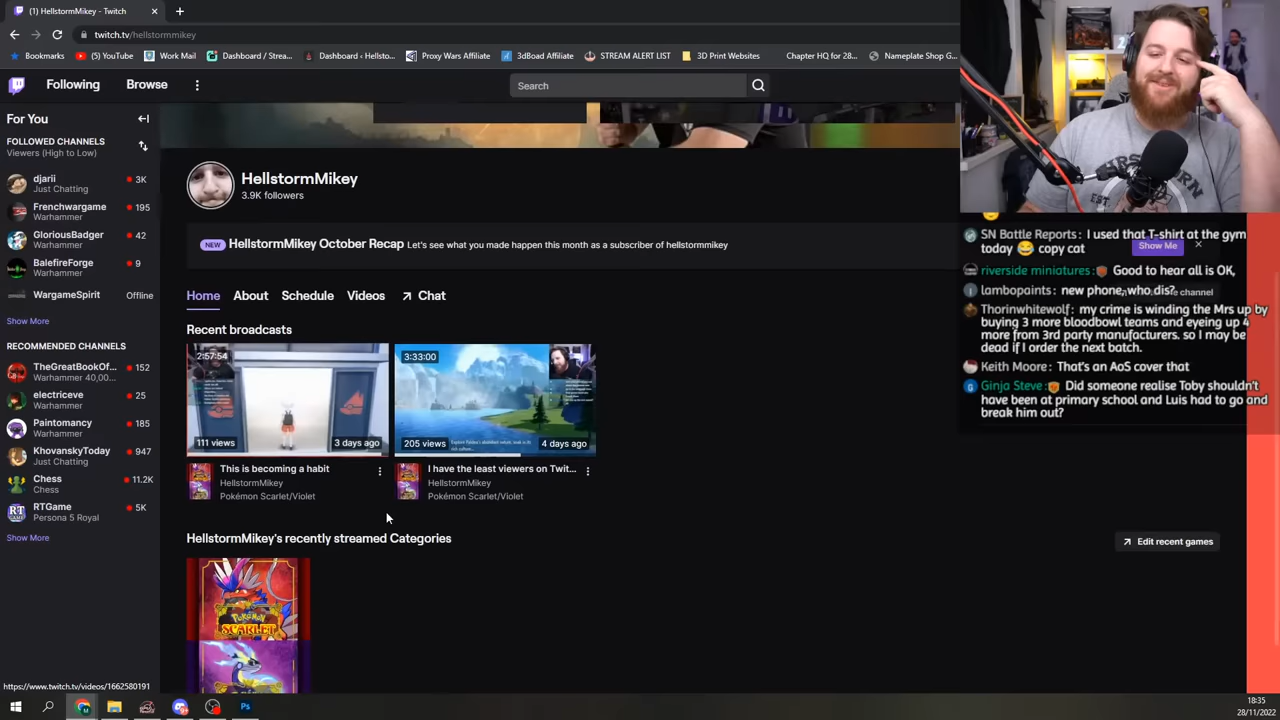 (1) HellstormMikey - Twitch
twitch.tv/hellstormmikey
Bookmarks
(5) YouTube
Work Mail
Dashboard / Strea...
Dashboard / Hellsto...
Proxy Wars Affiliate
3dBoad Affiliate
STREAM ALERT LIST
3D Print Websites
Chapter HQ for 28...
Nameplate Shop G...
Following
Browse
Search
For You
FOLLOWED CHANNELS
Viewers (High to Low)
djarii
3K
Just Chatting
Frenchwargame
195
Warhammer
GloriousBadger
42
Warhammer
BalefireForge
9
Warhammer
WargameSpirit
Offline
Show More
RECOMMENDED CHANNELS
TheGreatBookOf...
152
Warhammer 40,00...
electriceve
25
Warhammer
Paintomancy
185
Warhammer
KhovanskyToday
947
Just Chatting
Chess
11.2K
Chess
RTGame
5K
Persona 5 Royal
Show More
HellstormMikey
3.9K followers
NEW HellstormMikey October Recap Let's see what you made happen this month as a subscriber of hellstormmikey
Show Me
Home
About
Schedule
Videos
Chat
Recent broadcasts
2:57:54
111 views
3 days ago
This is becoming a habit
HellstormMikey
Pokémon Scarlet/Violet
3:33:00
205 views
4 days ago
I have the least viewers on Twit...
HellstormMikey
Pokémon Scarlet/Violet
HellstormMikey's recently streamed Categories
Edit recent games
POKÉMON
SCARLET
SN Battle Reports: I used that T-shirt at the gym
today 😂 copy cat
riverside miniatures: Good to hear all is OK,
lambopaints: new phone, who dis?
channel
Thorinwhitewolf: my crime is winding the Mrs up by
buying 3 more bloodbowl teams and eyeing up 4
more from 3rd party manufacturers. so I may be
dead if I order the next batch.
Keith Moore: That's an AoS cover that
Ginja Steve: Did someone realise Toby shouldn't
have been at primary school and Luis had to go and
break him out?
https://www.twitch.tv/videos/1662580191
Ps
18:35
28/11/2022